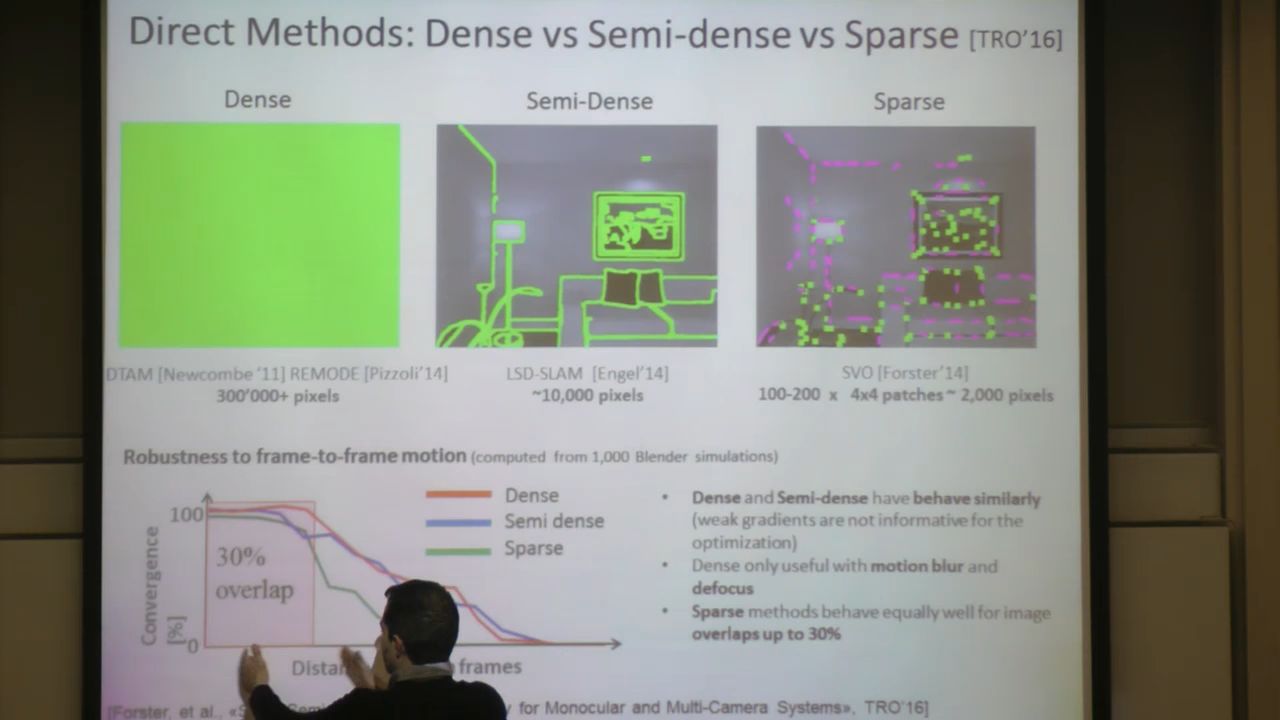 Direct Methods: Dense vs Semi-dense vs Sparse [TRO'16]
Dense
Semi-Dense
Sparse
DTAM [Newcombe '11] REMODE [Pizzoli'14]
300'000+ pixels
LSD-SLAM [Engel'14]
~10,000 pixels
SVO [Forster'14]
100-200 x 4x4 patches ~ 2,000 pixels
Robustness to frame-to-frame motion (computed from 1,000 Blender simulations)
Convergence [%]
100
0
30%
overlap
Dense
Semi dense
Sparse
frames
• Dense and Semi-dense have behave similarly
(weak gradients are not informative for the
optimization)
• Dense only useful with motion blur and
defocus
• Sparse methods behave equally well for image
overlaps up to 30%
[Forster, et al., y for Monocular and Multi-Camera Systems», TRO'16]